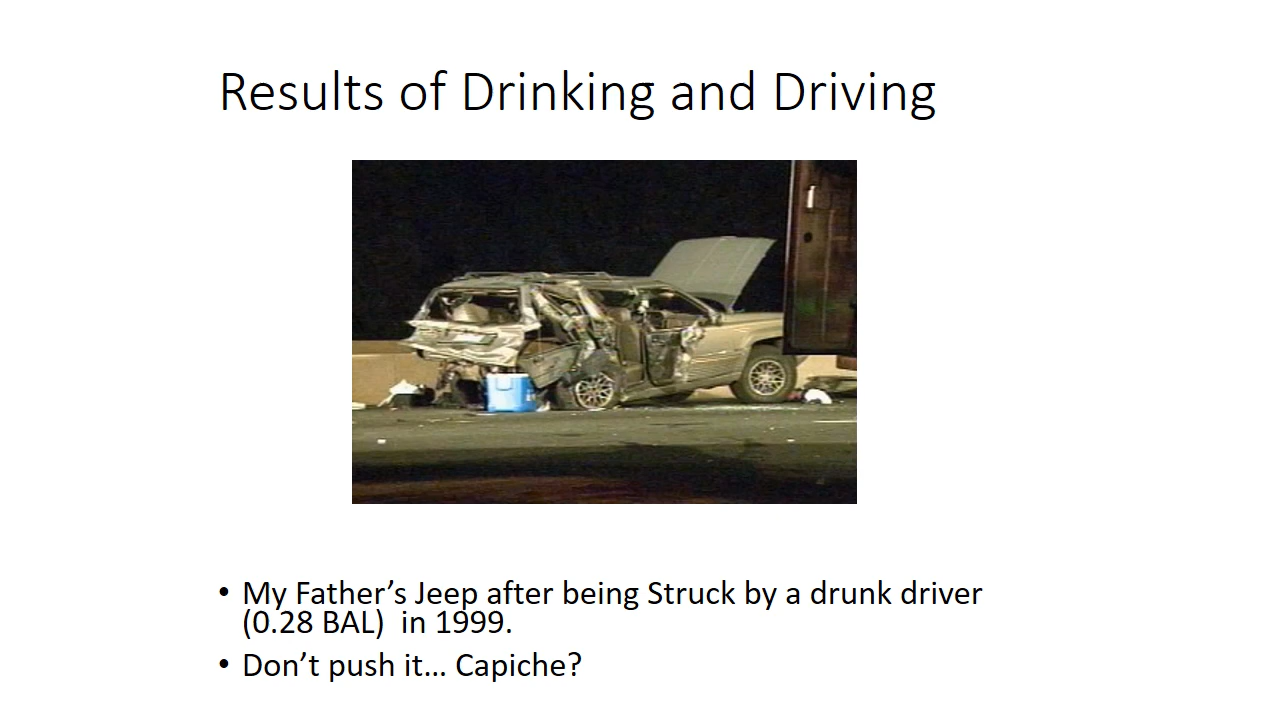 Results of Drinking and Driving
• My Father’s Jeep after being Struck by a drunk driver
(0.28 BAL)  in 1999.
• Don’t push it… Capiche?